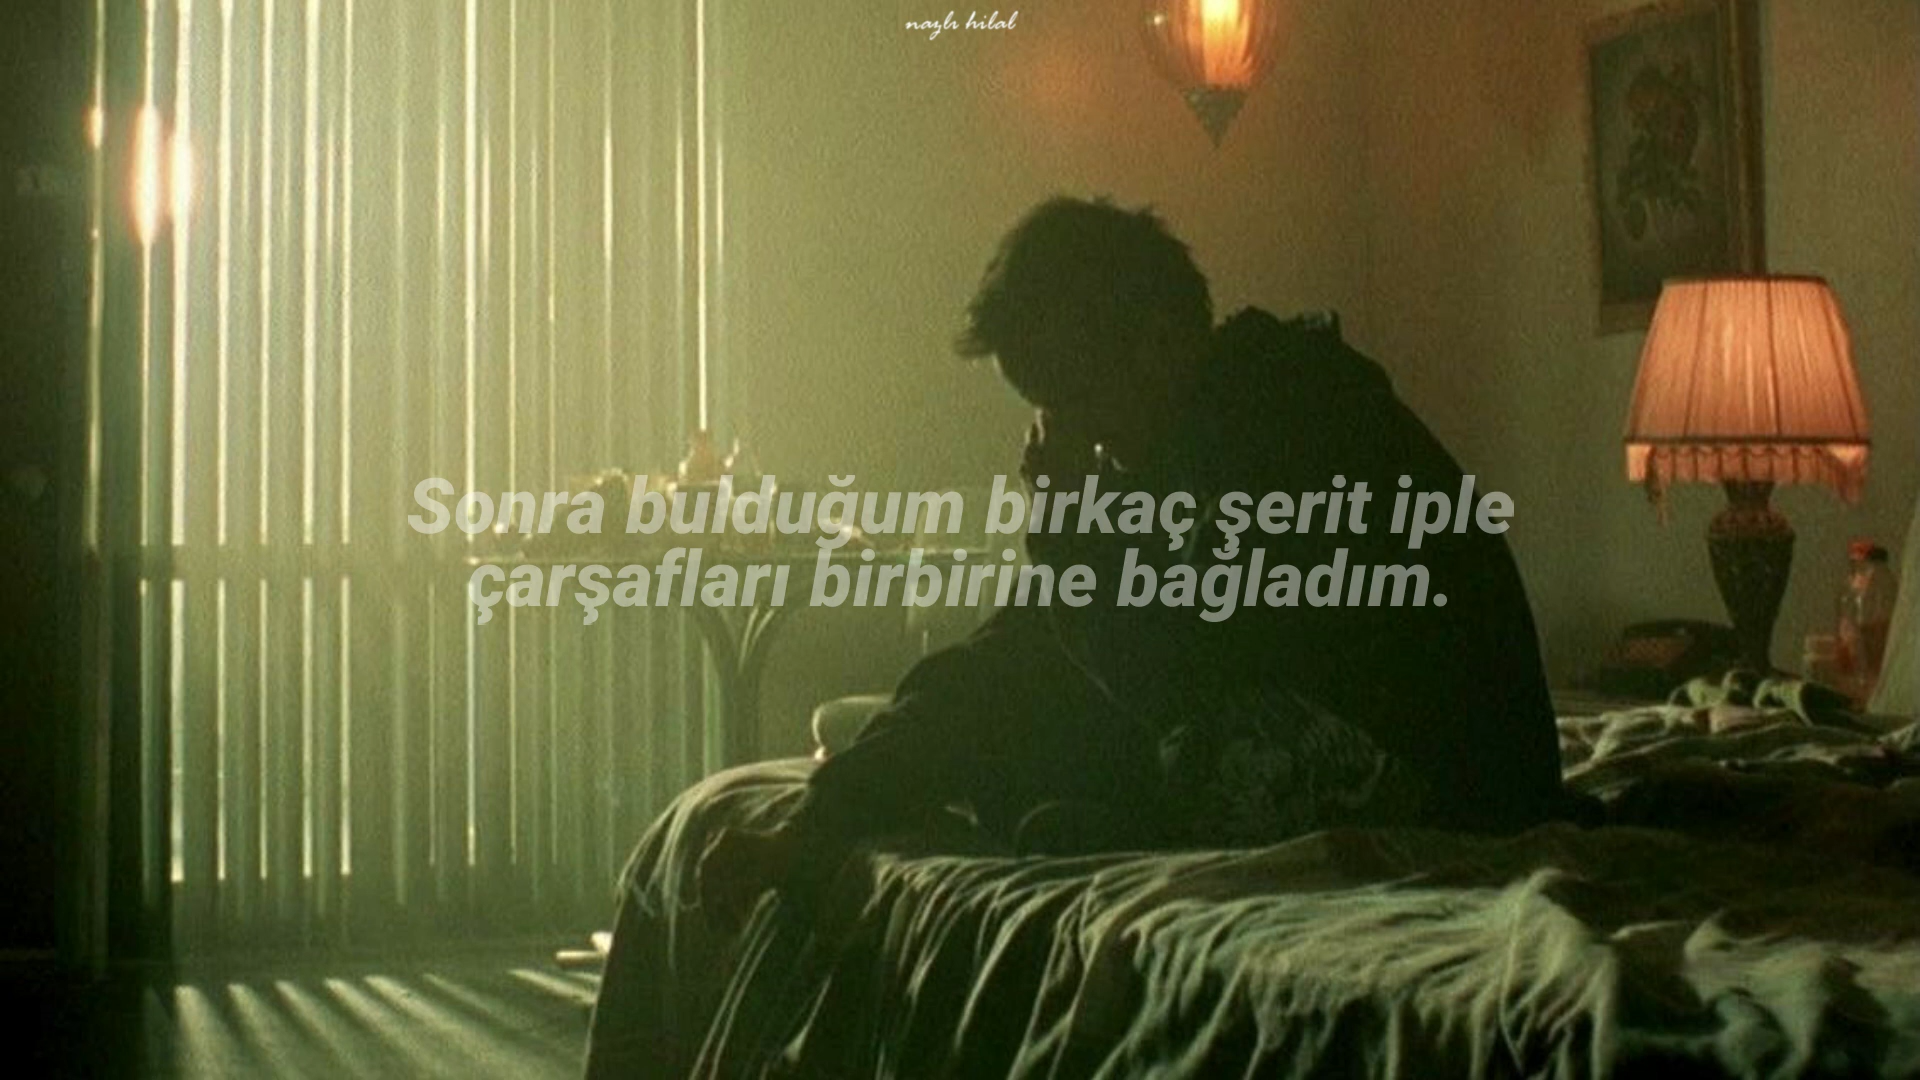 nazlı hilal
Sonra bulduğum birkaç şerit iple
çarşafları birbirine bağladım.